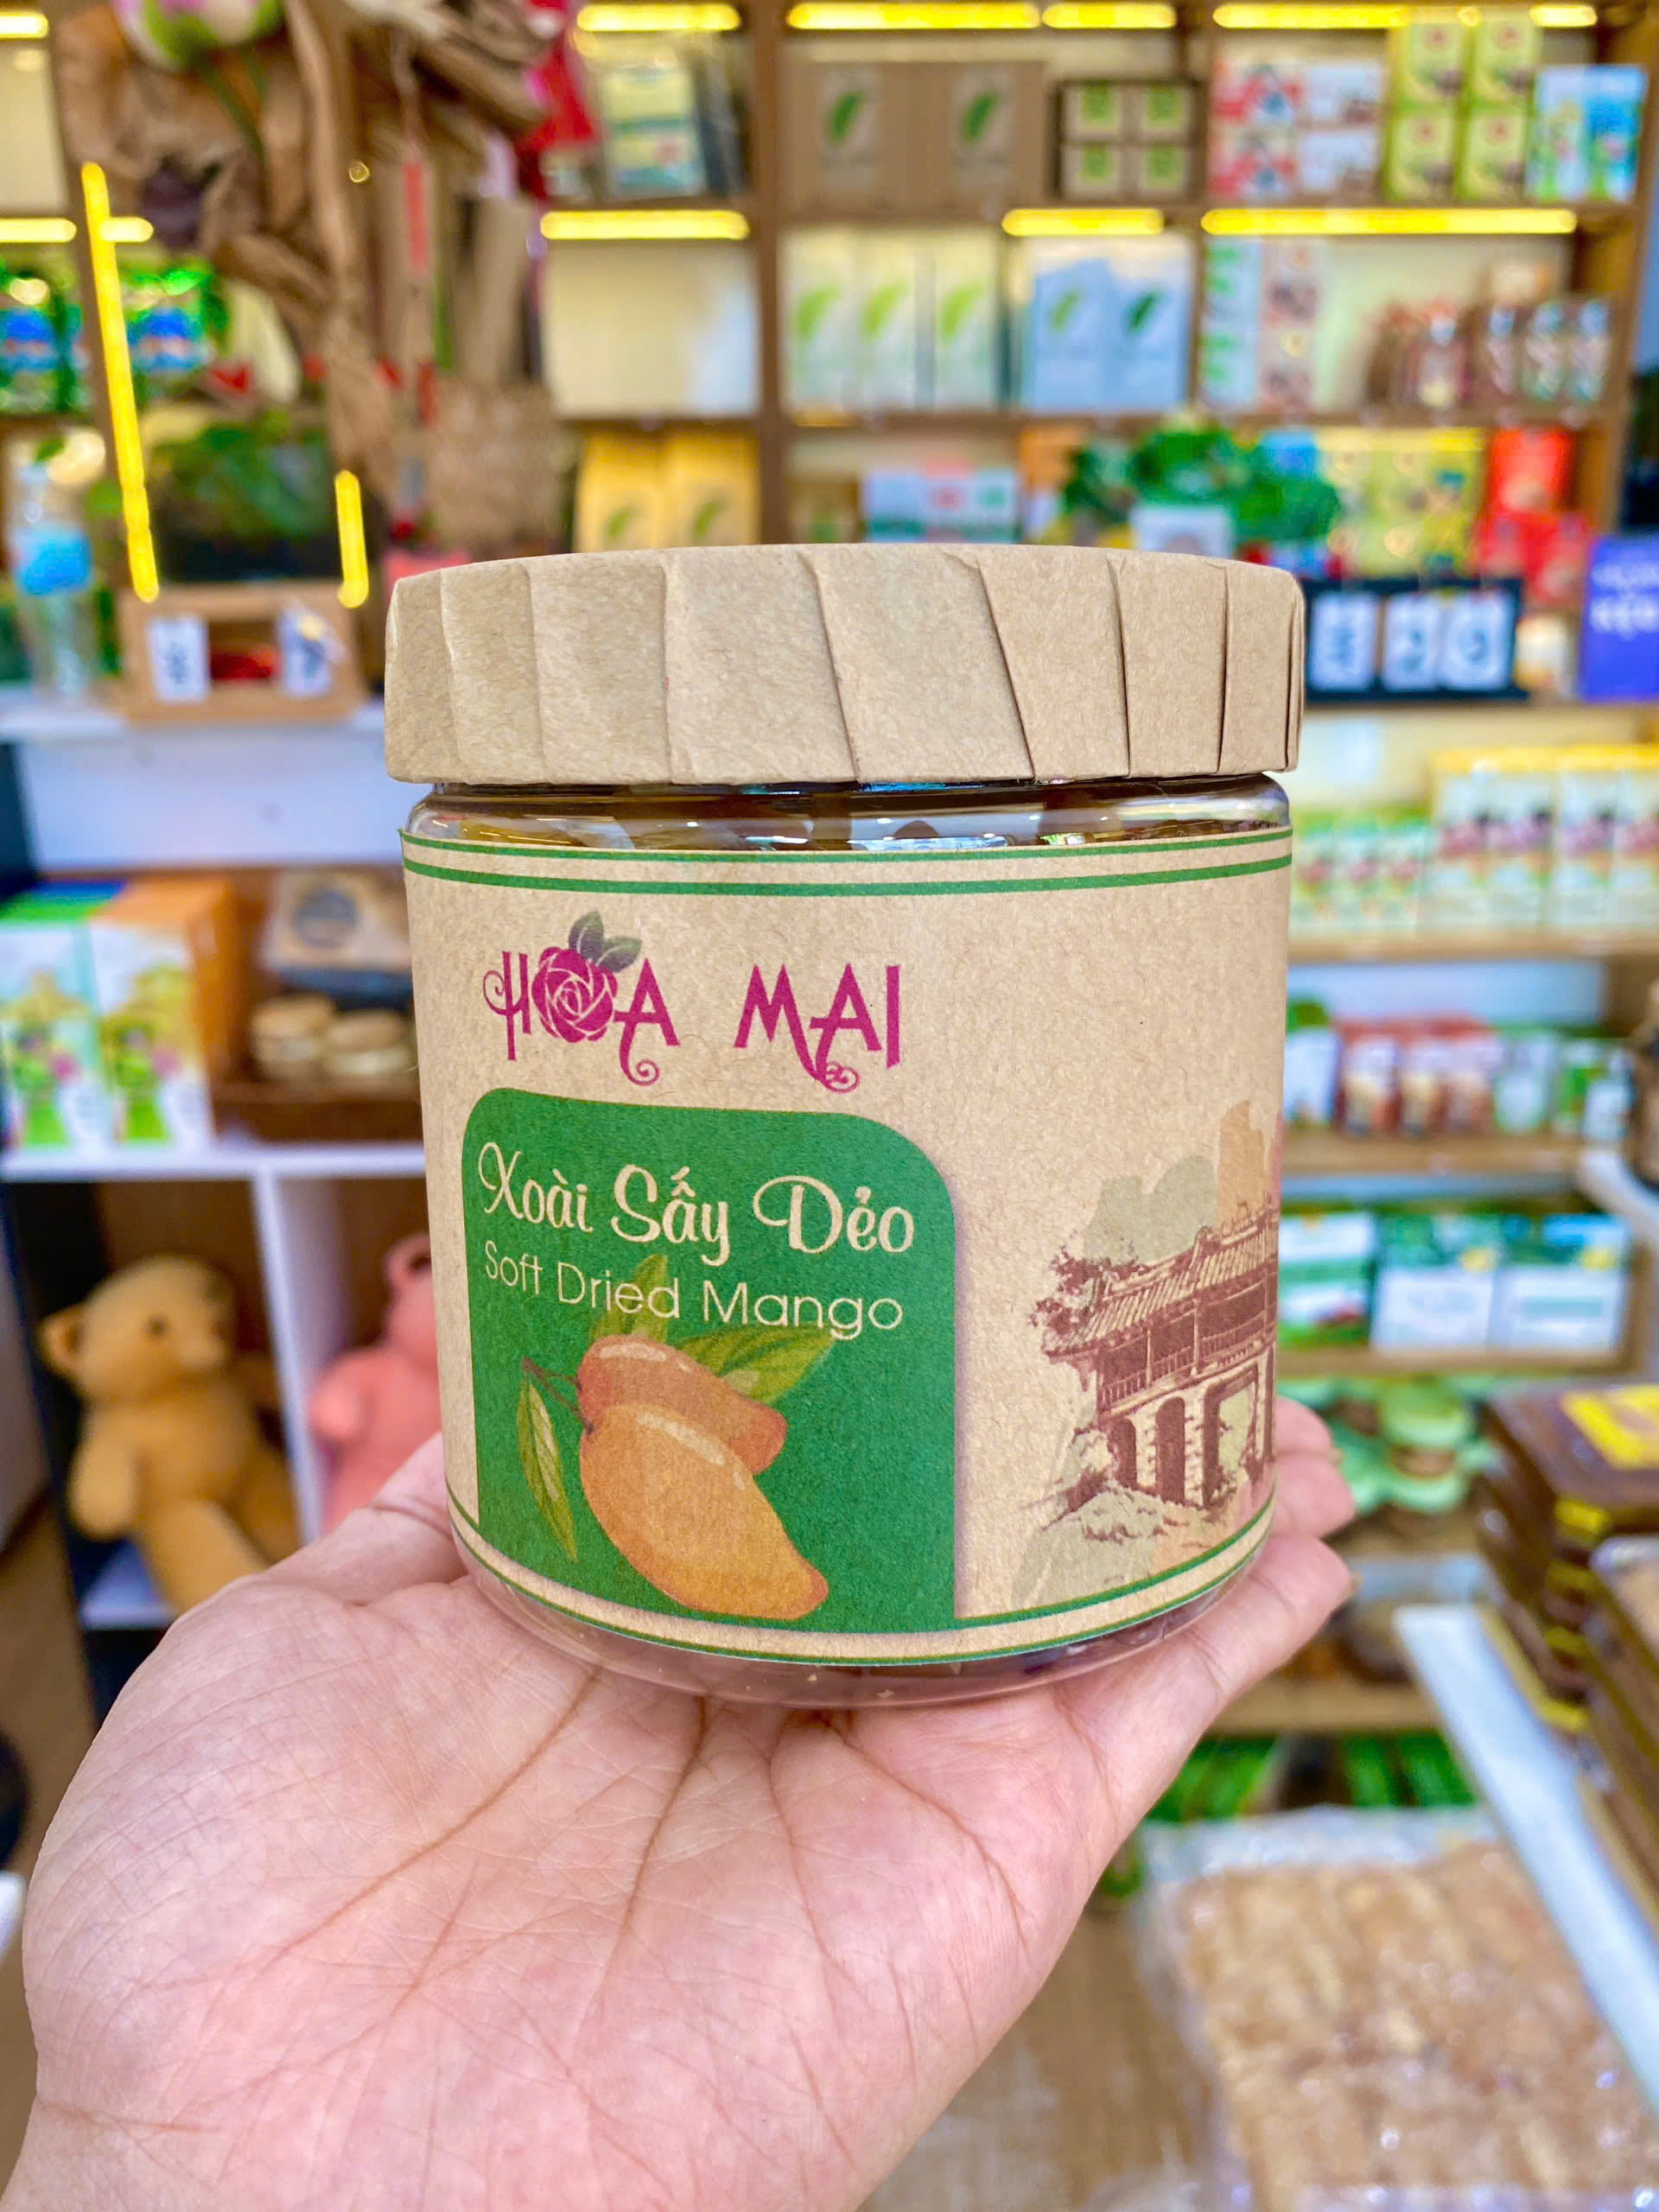 HOA MAI
Xoài Sấy Dẻo
Soft Dried Mango